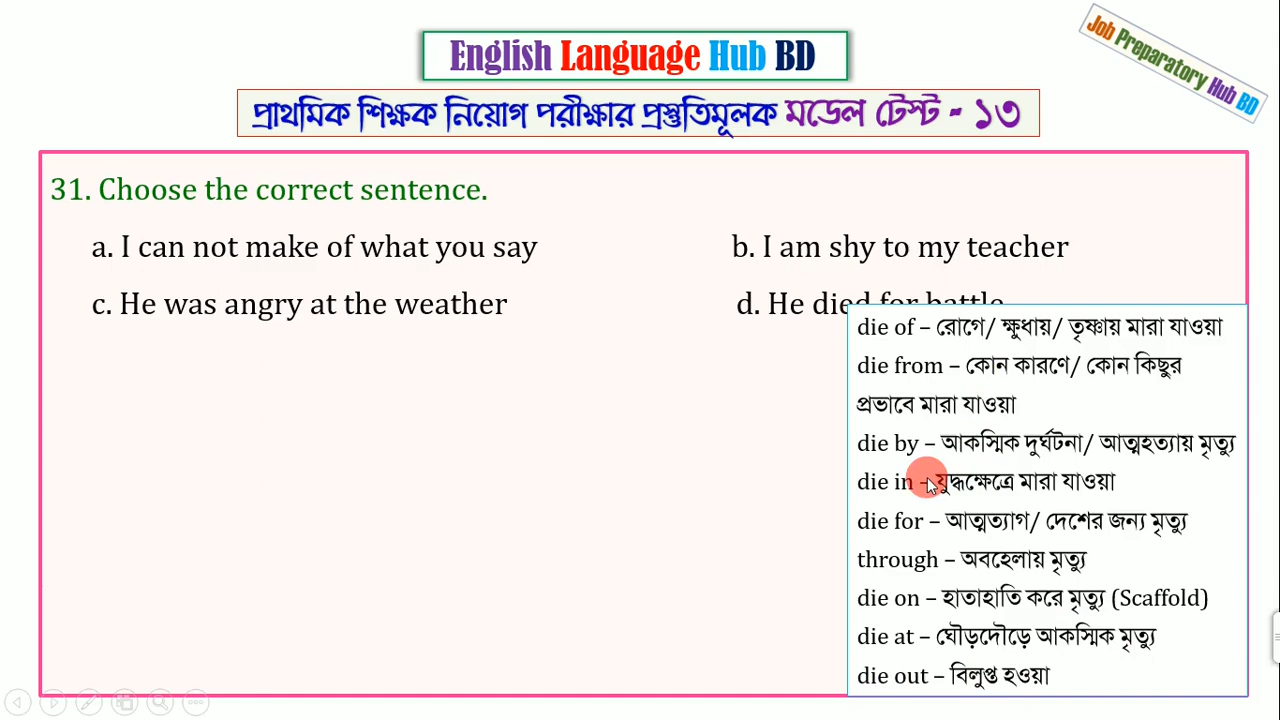 English Language Hub BD
Job Preparatory Hub BD
প্রাথমিক শিক্ষক নিয়োগ পরীক্ষার প্রস্তুতিমূলক মডেল টেস্ট - ১৩
31. Choose the correct sentence.
a. I can not make of what you say
b. I am shy to my teacher
c. He was angry at the weather
d. He died for battle
die of – রোগে/ ক্ষুধায়/ তৃষ্ণায় মারা যাওয়া
die from – কোন কারণে/ কোন কিছুর
প্রভাবে মারা যাওয়া
die by – আকস্মিক দুর্ঘটনা/ আত্মহত্যায় মৃত্যু
die in – যুদ্ধক্ষেত্রে মারা যাওয়া
die for – আত্মত্যাগ/ দেশের জন্য মৃত্যু
through – অবহেলায় মৃত্যু
die on – হাতাহাতি করে মৃত্যু (Scaffold)
die at – ঘৌড়দৌড়ে আকস্মিক মৃত্যু
die out – বিলুপ্ত হওয়া